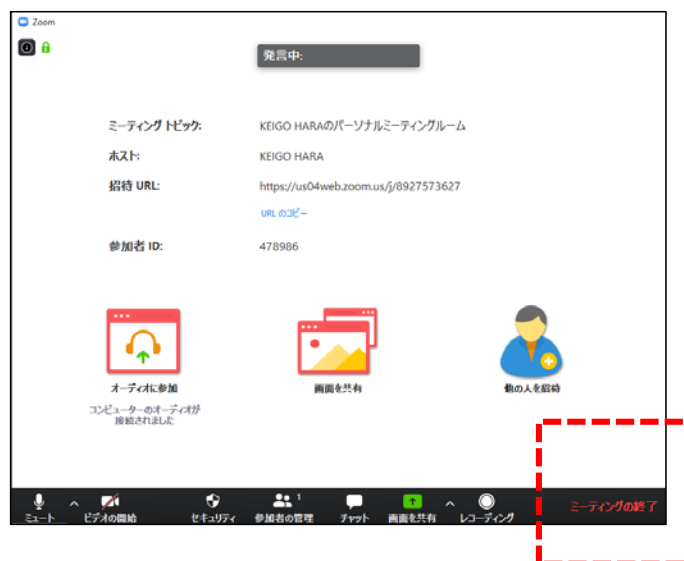 Zoom
発言中:
ミーティング トピック: KEIGO HARAのパーソナルミーティングルーム
ホスト: KEIGO HARA
招待 URL: https://us04web.zoom.us/j/8927573627
URL のコピー
参加者 ID: 478986
オーディオに参加 画面を共有 他の人を招待
コンピューターのオーディオが
接続されました
1
ミュート ビデオの開始 セキュリティ 参加者の管理 チャット 画面を共有 レコーディング ミーティングの終了